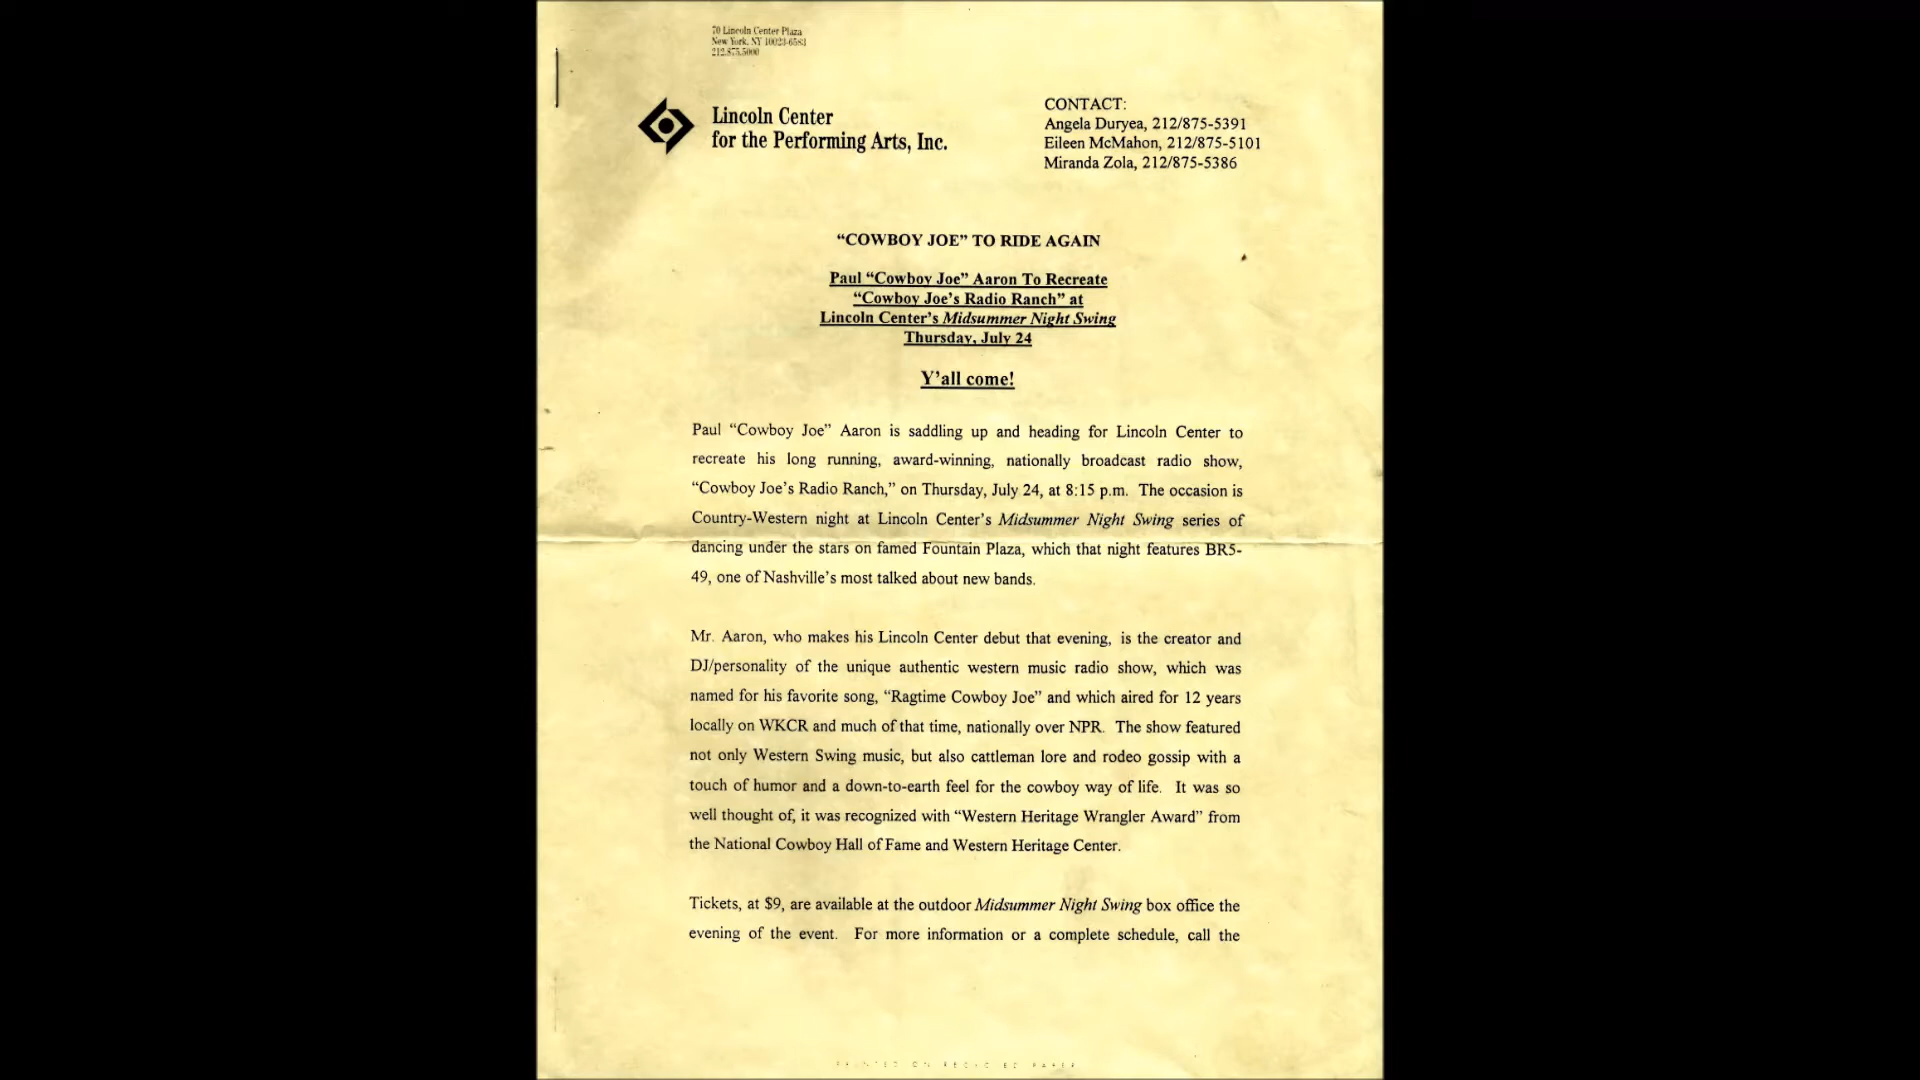 70 Lincoln Center Plaza
New York, NY 10023-6583
212.875.5000
Lincoln Center
for the Performing Arts, Inc.
CONTACT:
Angela Duryea, 212/875-5391
Eileen McMahon, 212/875-5101
Miranda Zola, 212/875-5386
“COWBOY JOE” TO RIDE AGAIN
Paul “Cowboy Joe” Aaron To Recreate
“Cowboy Joe’s Radio Ranch” at
Lincoln Center’s Midsummer Night Swing
Thursday, July 24
Y’all come!
Paul “Cowboy Joe” Aaron is saddling up and heading for Lincoln Center to
recreate his long running, award-winning, nationally broadcast radio show,
“Cowboy Joe’s Radio Ranch,” on Thursday, July 24, at 8:15 p.m. The occasion is
Country-Western night at Lincoln Center’s Midsummer Night Swing series of
dancing under the stars on famed Fountain Plaza, which that night features BR5-
49, one of Nashville’s most talked about new bands.
Mr. Aaron, who makes his Lincoln Center debut that evening, is the creator and
DJ/personality of the unique authentic western music radio show, which was
named for his favorite song, “Ragtime Cowboy Joe” and which aired for 12 years
locally on WKCR and much of that time, nationally over NPR. The show featured
not only Western Swing music, but also cattleman lore and rodeo gossip with a
touch of humor and a down-to-earth feel for the cowboy way of life. It was so
well thought of, it was recognized with “Western Heritage Wrangler Award” from
the National Cowboy Hall of Fame and Western Heritage Center.
Tickets, at $9, are available at the outdoor Midsummer Night Swing box office the
evening of the event. For more information or a complete schedule, call the
PRINTED ON RECYCLED PAPER